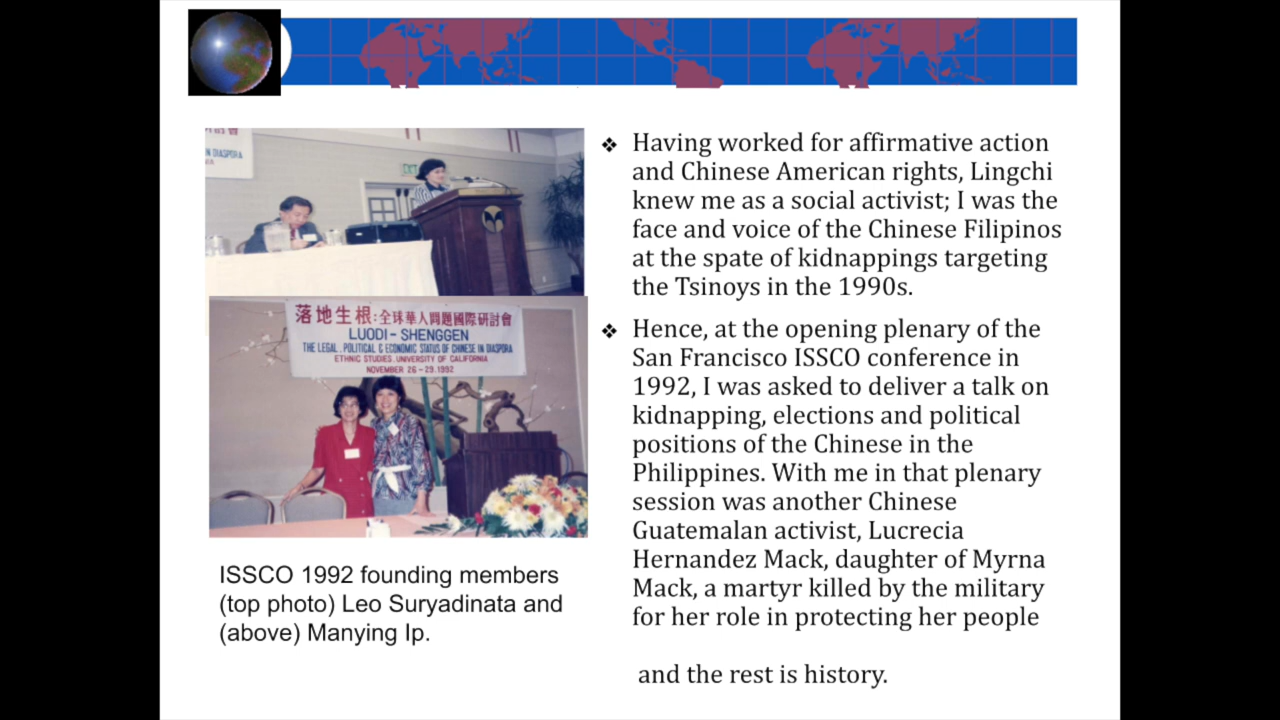 討會
N DIASPORA
EXIT
落地生根:全球華人問題國際研討會
LUODI - SHENGGEN
THE LEGAL, POLITICAL & ECONOMIC STATUS OF CHINESE IN DIASPORA
ETHNIC STUDIES, UNIVERSITY OF CALIFORNIA
NOVEMBER 26 - 29, 1992
ISSCO 1992 founding members
(top photo) Leo Suryadinata and
(above) Manying Ip.
❖ Having worked for affirmative action
and Chinese American rights, Lingchi
knew me as a social activist; I was the
face and voice of the Chinese Filipinos
at the spate of kidnappings targeting
the Tsinoys in the 1990s.
❖ Hence, at the opening plenary of the
San Francisco ISSCO conference in
1992, I was asked to deliver a talk on
kidnapping, elections and political
positions of the Chinese in the
Philippines. With me in that plenary
session was another Chinese
Guatemalan activist, Lucrecia
Hernandez Mack, daughter of Myrna
Mack, a martyr killed by the military
for her role in protecting her people
and the rest is history.